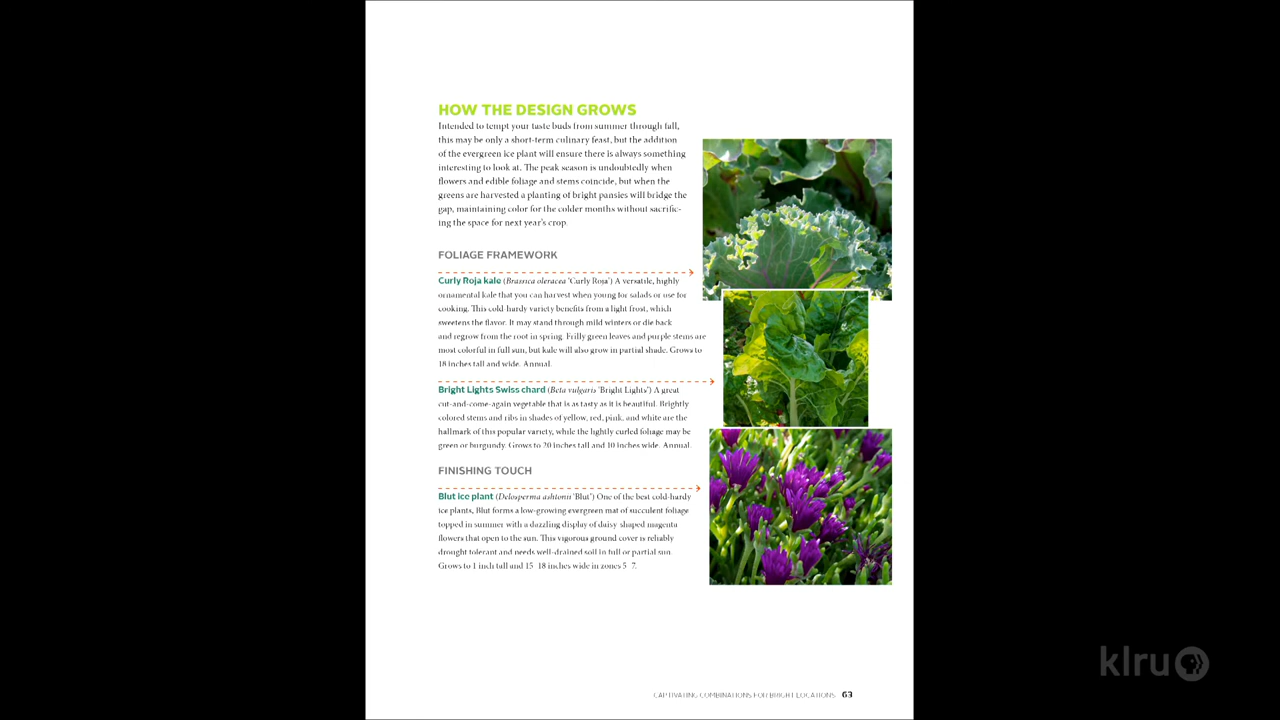 HOW THE DESIGN GROWS
Intended to tempt your taste buds from summer through fall,
this may be only a short-term culinary feast, but the addition
of the evergreen ice plant will ensure there is always something
interesting to look at. The peak season is undoubtedly when
flowers and edible foliage and stems coincide, but when the
greens are harvested a planting of bright pansies will bridge the
gap, maintaining color for the colder months without sacrific-
ing the space for next year's crop.
FOLIAGE FRAMEWORK
Curly Roja kale (Brassica oleracea 'Curly Roja') A versatile, highly
ornamental kale that you can harvest when young for salads or use for
cooking. This cold-hardy variety benefits from a light frost, which
sweetens the flavor. It may stand through mild winters or die back
and regrow from the root in spring. Frilly green leaves and purple stems are
most colorful in full sun, but kale will also grow in partial shade. Grows to
18 inches tall and wide. Annual.
Bright Lights Swiss chard (Beta vulgaris 'Bright Lights') A great
cut-and-come-again vegetable that is as tasty as it is beautiful. Brightly
colored stems and ribs in shades of yellow, red, pink, and white are the
hallmark of this popular variety, while the lightly curled foliage may be
green or burgundy. Grows to 20 inches tall and 10 inches wide. Annual.
FINISHING TOUCH
Blut ice plant (Delosperma ashtonii 'Blut') One of the best cold-hardy
ice plants, Blut forms a low-growing evergreen mat of succulent foliage
topped in summer with a dazzling display of daisy-shaped magenta
flowers that open to the sun. This vigorous ground cover is reliably
drought tolerant and needs well-drained soil in full or partial sun.
Grows to 1 inch tall and 15–18 inches wide in zones 5–7.
CAPTIVATING COMBINATIONS FOR BRIGHT LOCATIONS 63
klru